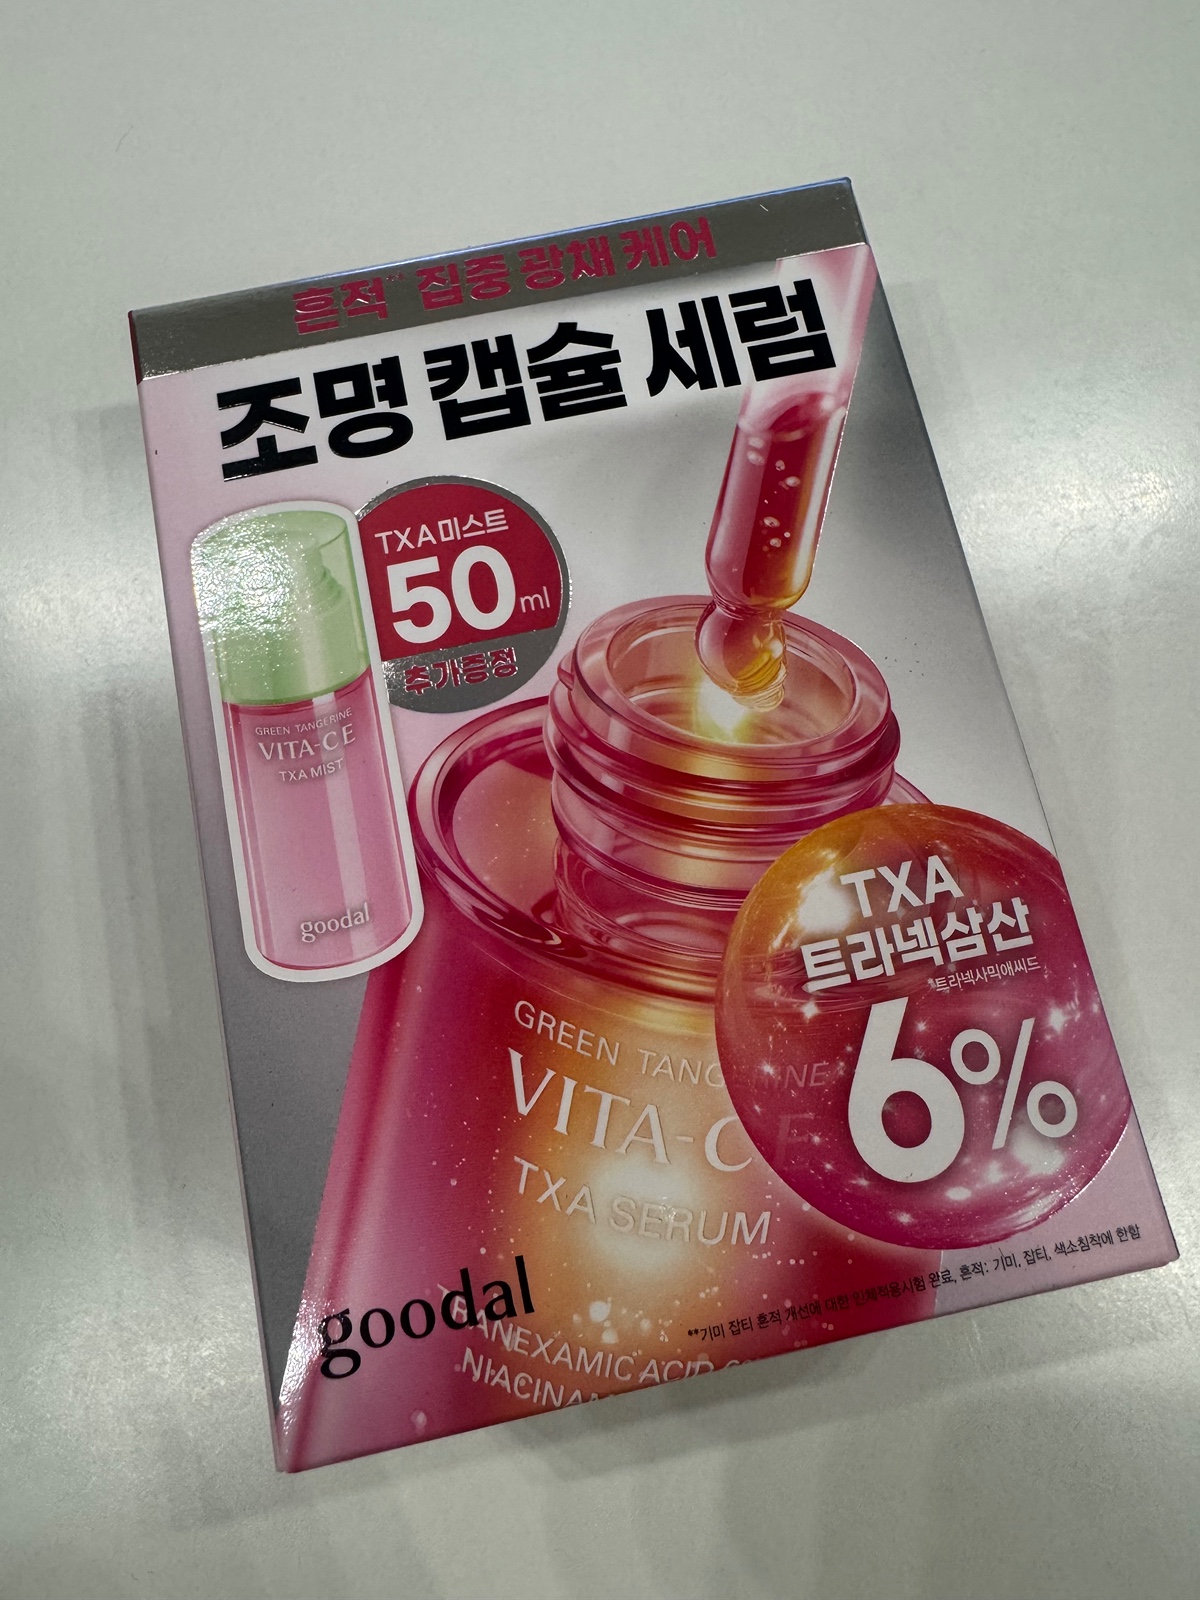 흔적** 집중 광채 케어
조명 캡슐 세럼
TXA미스트
50ml
추가증정
GREEN TANGERINE
VITA-C E
TXA MIST
goodal
TXA
트라넥삼산
*트라넥사믹애씨드
6%
GREEN TANG
VITA-C E
TXA SERUM
goodal
TRANEXAMIC ACID
**기미 잡티 흔적 개선에 대한 인체적용시험 완료, 흔적: 기미, 잡티, 색소침착에 한함